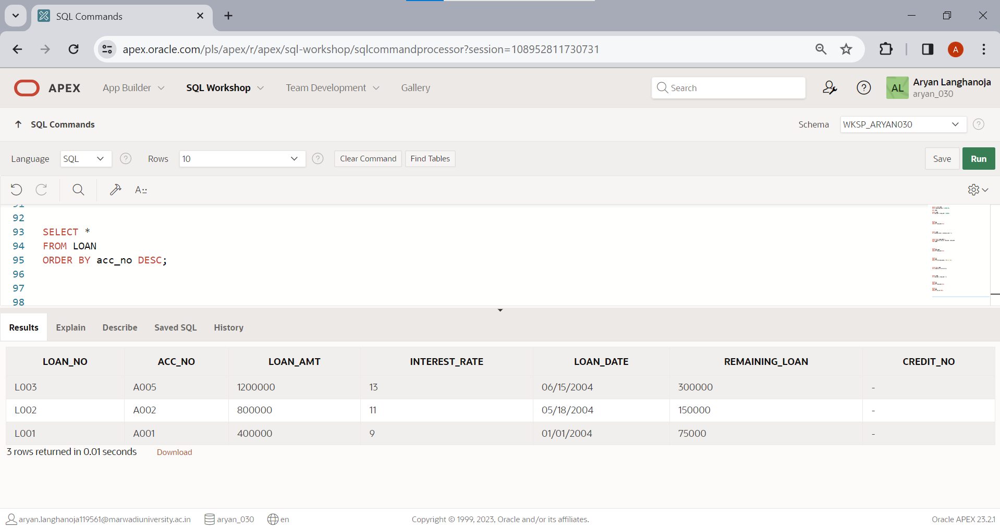 SQL Commands
apex.oracle.com/pls/apex/r/apex/sql-workshop/sqlcommandprocessor?session=108952811730731
A
APEX App Builder SQL Workshop Team Development Gallery Search ? AL Aryan Langhanoja
aryan_030
SQL Commands Schema WKSP_ARYAN030 ?
Language SQL ? Rows 10 ? Clear Command Find Tables Save Run
A::
91
92
93 SELECT *
94 FROM LOAN
95 ORDER BY acc_no DESC;
96
97
98
Results Explain Describe Saved SQL History
LOAN_NO ACC_NO LOAN_AMT INTEREST_RATE LOAN_DATE REMAINING_LOAN CREDIT_NO
L003 A005 1200000 13 06/15/2004 300000 -
L002 A002 800000 11 05/18/2004 150000 -
L001 A001 400000 9 01/01/2004 75000 -
3 rows returned in 0.01 seconds Download
aryan.langhanoja119561@marwadiuniversity.ac.in aryan_030 en Copyright © 1999, 2023, Oracle and/or its affiliates. Oracle APEX 23.2.1